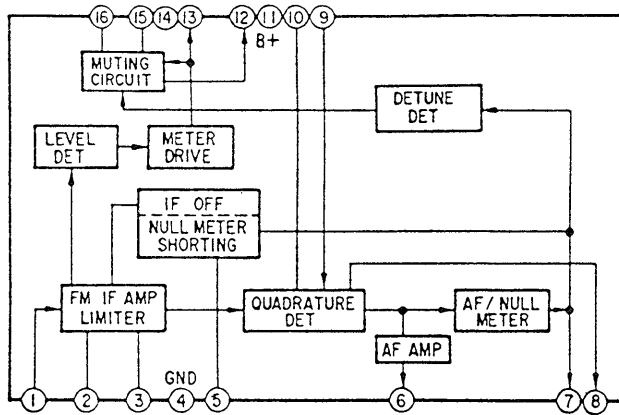 16 15 14 13 12 11 10 9
B+
MUTING
CIRCUIT
DETUNE
DET
LEVEL
DET
METER
DRIVE
IF OFF
NULL METER
SHORTING
FM IF AMP
LIMITER
QUADRATURE
DET
AF/NULL
METER
AF AMP
GND
1 2 3 4 5 6 7 8